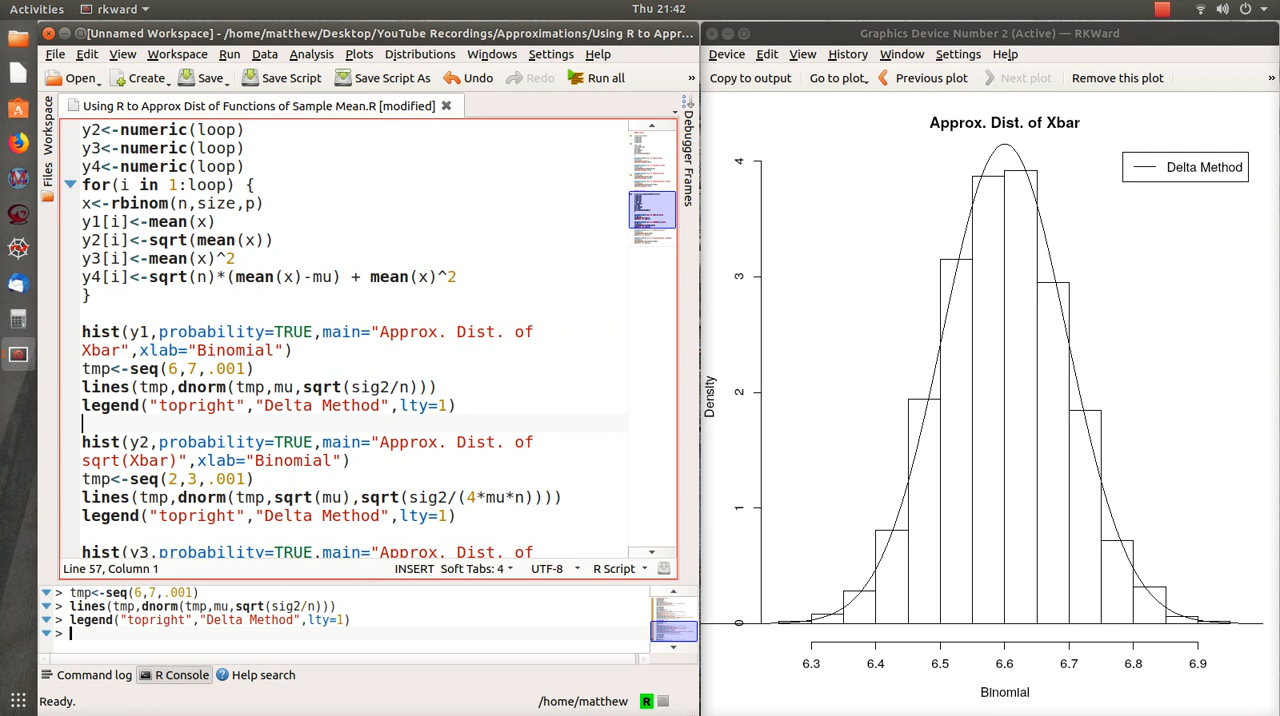 Activities rkward Thu 21:42
[Unnamed Workspace] - /home/matthew/Desktop/YouTube Recordings/Approximations/Using R to Appr...
File Edit View Workspace Run Data Analysis Plots Distributions Windows Settings Help
Open Create Save Save Script Save Script As Undo Redo Run all »
Using R to Approx Dist of Functions of Sample Mean.R [modified]
Workspace
Files
Debugger Frames
y2<-numeric(loop)
y3<-numeric(loop)
y4<-numeric(loop)
for(i in 1:loop) {
x<-rbinom(n,size,p)
y1[i]<-mean(x)
y2[i]<-sqrt(mean(x))
y3[i]<-mean(x)^2
y4[i]<-sqrt(n)*(mean(x)-mu) + mean(x)^2
}
hist(y1,probability=TRUE,main="Approx. Dist. of
Xbar",xlab="Binomial")
tmp<-seq(6,7,.001)
lines(tmp,dnorm(tmp,mu,sqrt(sig2/n)))
legend("topright","Delta Method",lty=1)
hist(y2,probability=TRUE,main="Approx. Dist. of
sqrt(Xbar)",xlab="Binomial")
tmp<-seq(2,3,.001)
lines(tmp,dnorm(tmp,sqrt(mu),sqrt(sig2/(4*mu*n))))
legend("topright","Delta Method",lty=1)
hist(y3,probability=TRUE,main="Approx. Dist. of
Line 57, Column 1 INSERT Soft Tabs: 4 UTF-8 R Script
> tmp<-seq(6,7,.001)
> lines(tmp,dnorm(tmp,mu,sqrt(sig2/n)))
> legend("topright","Delta Method",lty=1)
>
Command log R Console Help search
Ready. /home/matthew R
Graphics Device Number 2 (Active) — RKWard
Device Edit View History Window Settings Help
Copy to output Go to plot Previous plot Next plot Remove this plot »
Approx. Dist. of Xbar
Delta Method
Density
4
3
2
1
0
6.3 6.4 6.5 6.6 6.7 6.8 6.9
Binomial